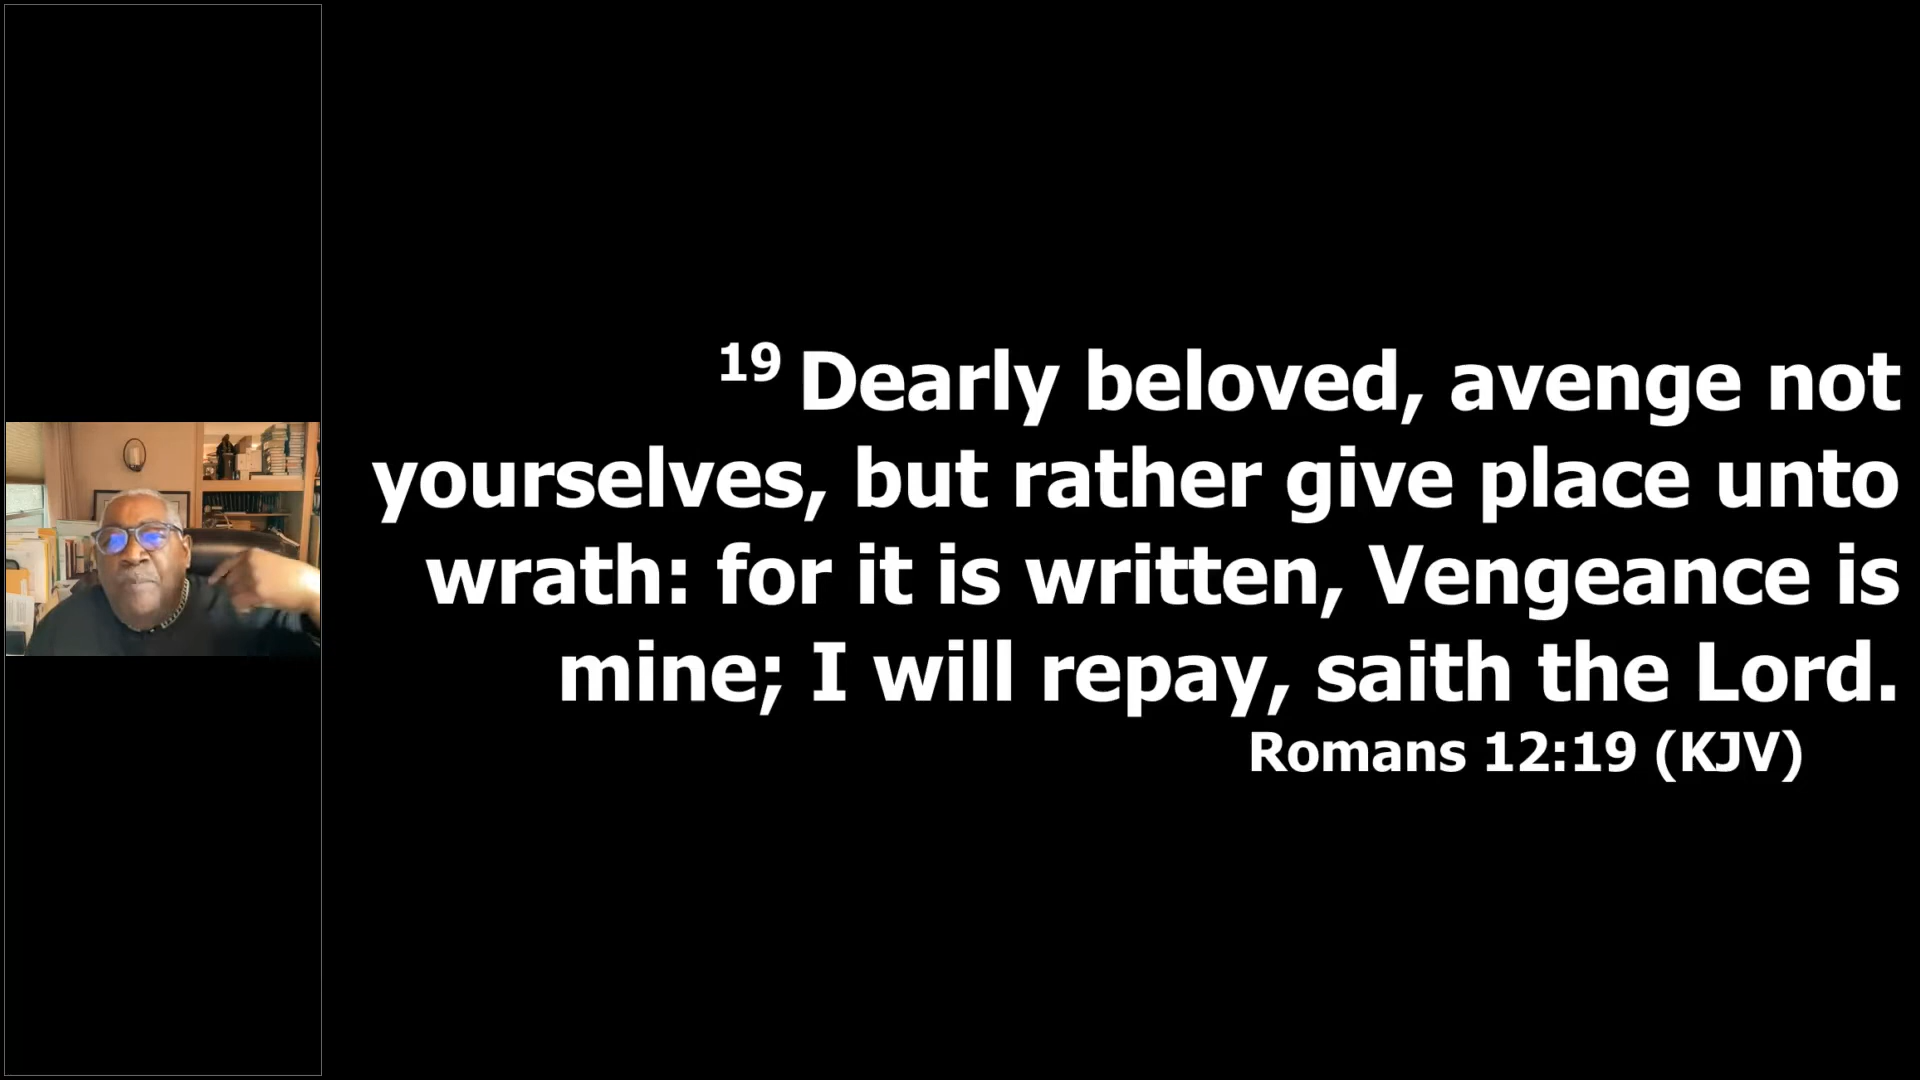 19 Dearly beloved, avenge not
yourselves, but rather give place unto
wrath: for it is written, Vengeance is
mine; I will repay, saith the Lord.
Romans 12:19 (KJV)